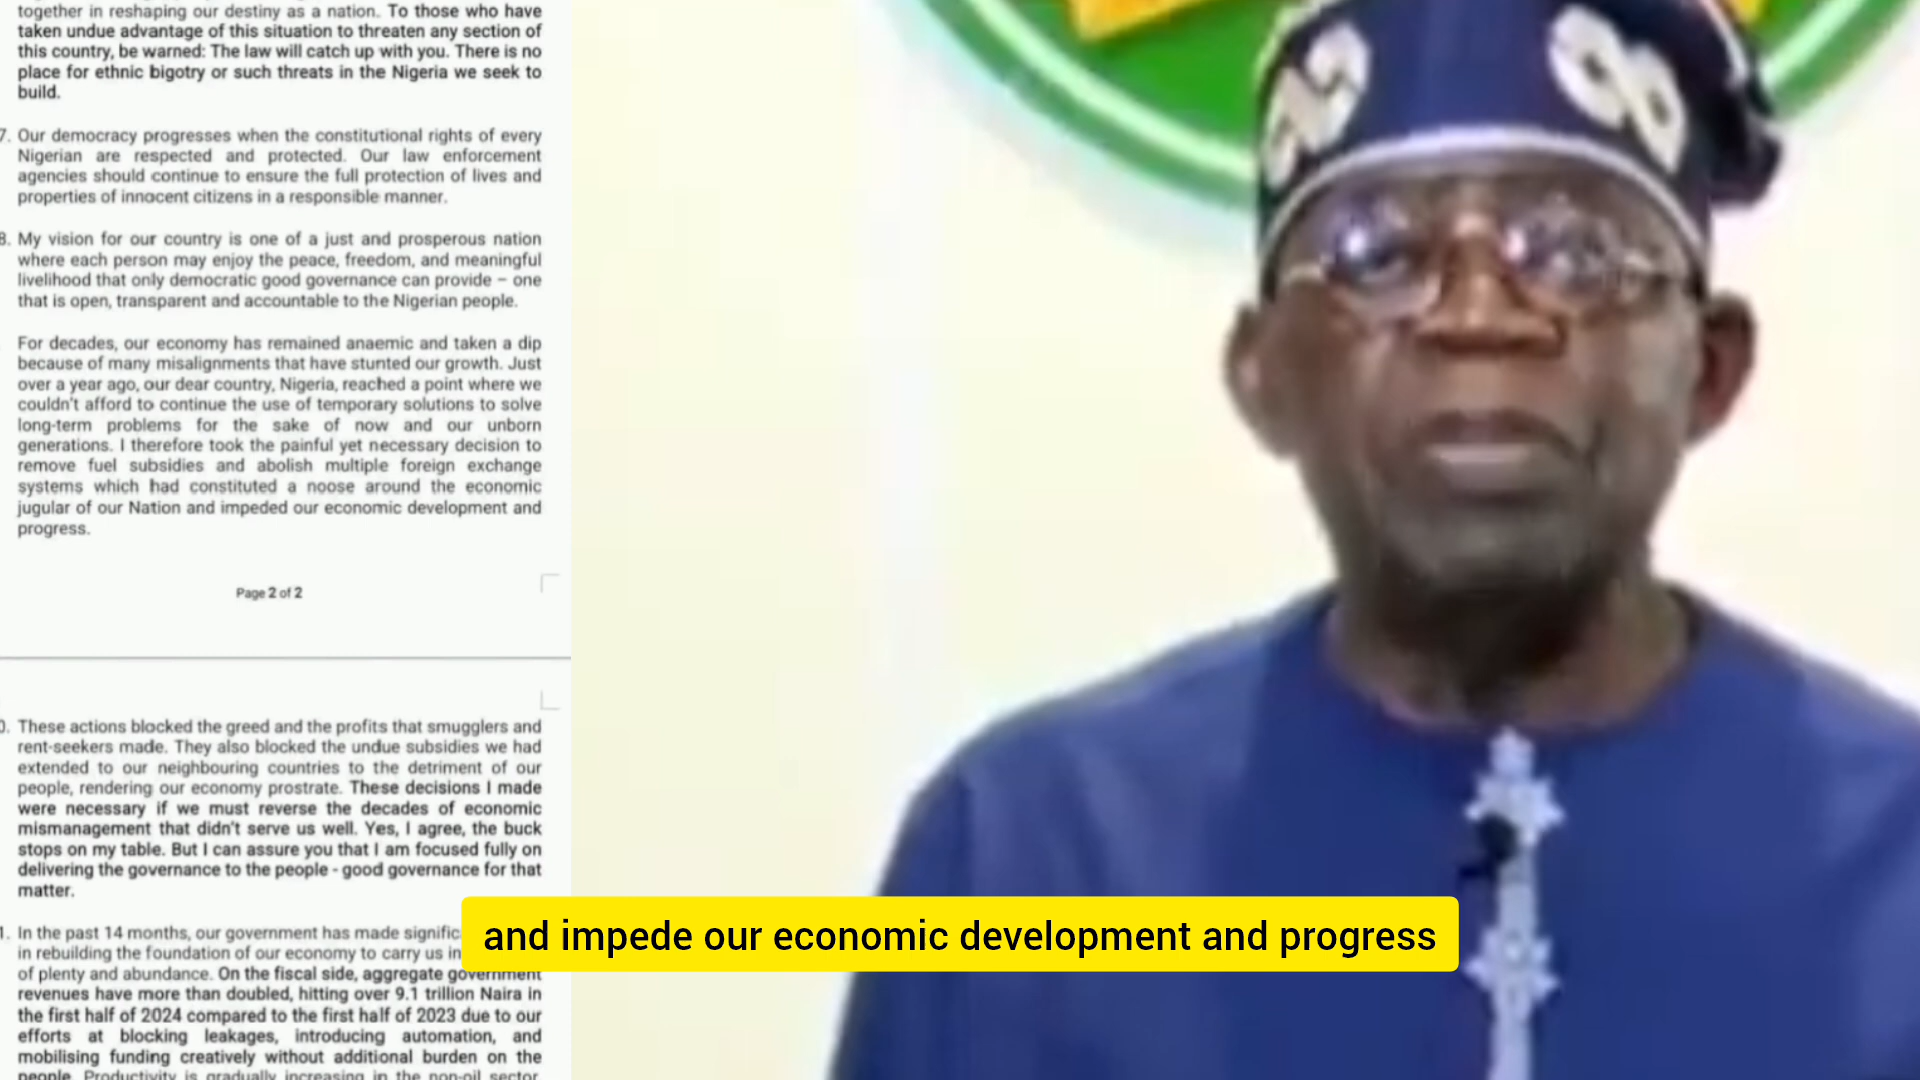 together in reshaping our destiny as a nation. To those who have
taken undue advantage of this situation to threaten any section of
this country, be warned: The law will catch up with you. There is no
place for ethnic bigotry or such threats in the Nigeria we seek to
build.
7. Our democracy progresses when the constitutional rights of every
Nigerian are respected and protected. Our law enforcement
agencies should continue to ensure the full protection of lives and
properties of innocent citizens in a responsible manner.
8. My vision for our country is one of a just and prosperous nation
where each person may enjoy the peace, freedom, and meaningful
livelihood that only democratic good governance can provide – one
that is open, transparent and accountable to the Nigerian people.
For decades, our economy has remained anaemic and taken a dip
because of many misalignments that have stunted our growth. Just
over a year ago, our dear country, Nigeria, reached a point where we
couldn't afford to continue the use of temporary solutions to solve
long-term problems for the sake of now and our unborn
generations. I therefore took the painful yet necessary decision to
remove fuel subsidies and abolish multiple foreign exchange
systems which had constituted a noose around the economic
jugular of our Nation and impeded our economic development and
progress.
Page 2 of 2
0. These actions blocked the greed and the profits that smugglers and
rent-seekers made. They also blocked the undue subsidies we had
extended to our neighbouring countries to the detriment of our
people, rendering our economy prostrate. These decisions I made
were necessary if we must reverse the decades of economic
mismanagement that didn't serve us well. Yes, I agree, the buck
stops on my table. But I can assure you that I am focused fully on
delivering the governance to the people - good governance for that
matter.
1. In the past 14 months, our government has made signific
in rebuilding the foundation of our economy to carry us in
of plenty and abundance. On the fiscal side, aggregate government
revenues have more than doubled, hitting over 9.1 trillion Naira in
the first half of 2024 compared to the first half of 2023 due to our
efforts at blocking leakages, introducing automation, and
mobilising funding creatively without additional burden on the
people. Productivity is gradually increasing in the non-oil sector,
and impede our economic development and progress